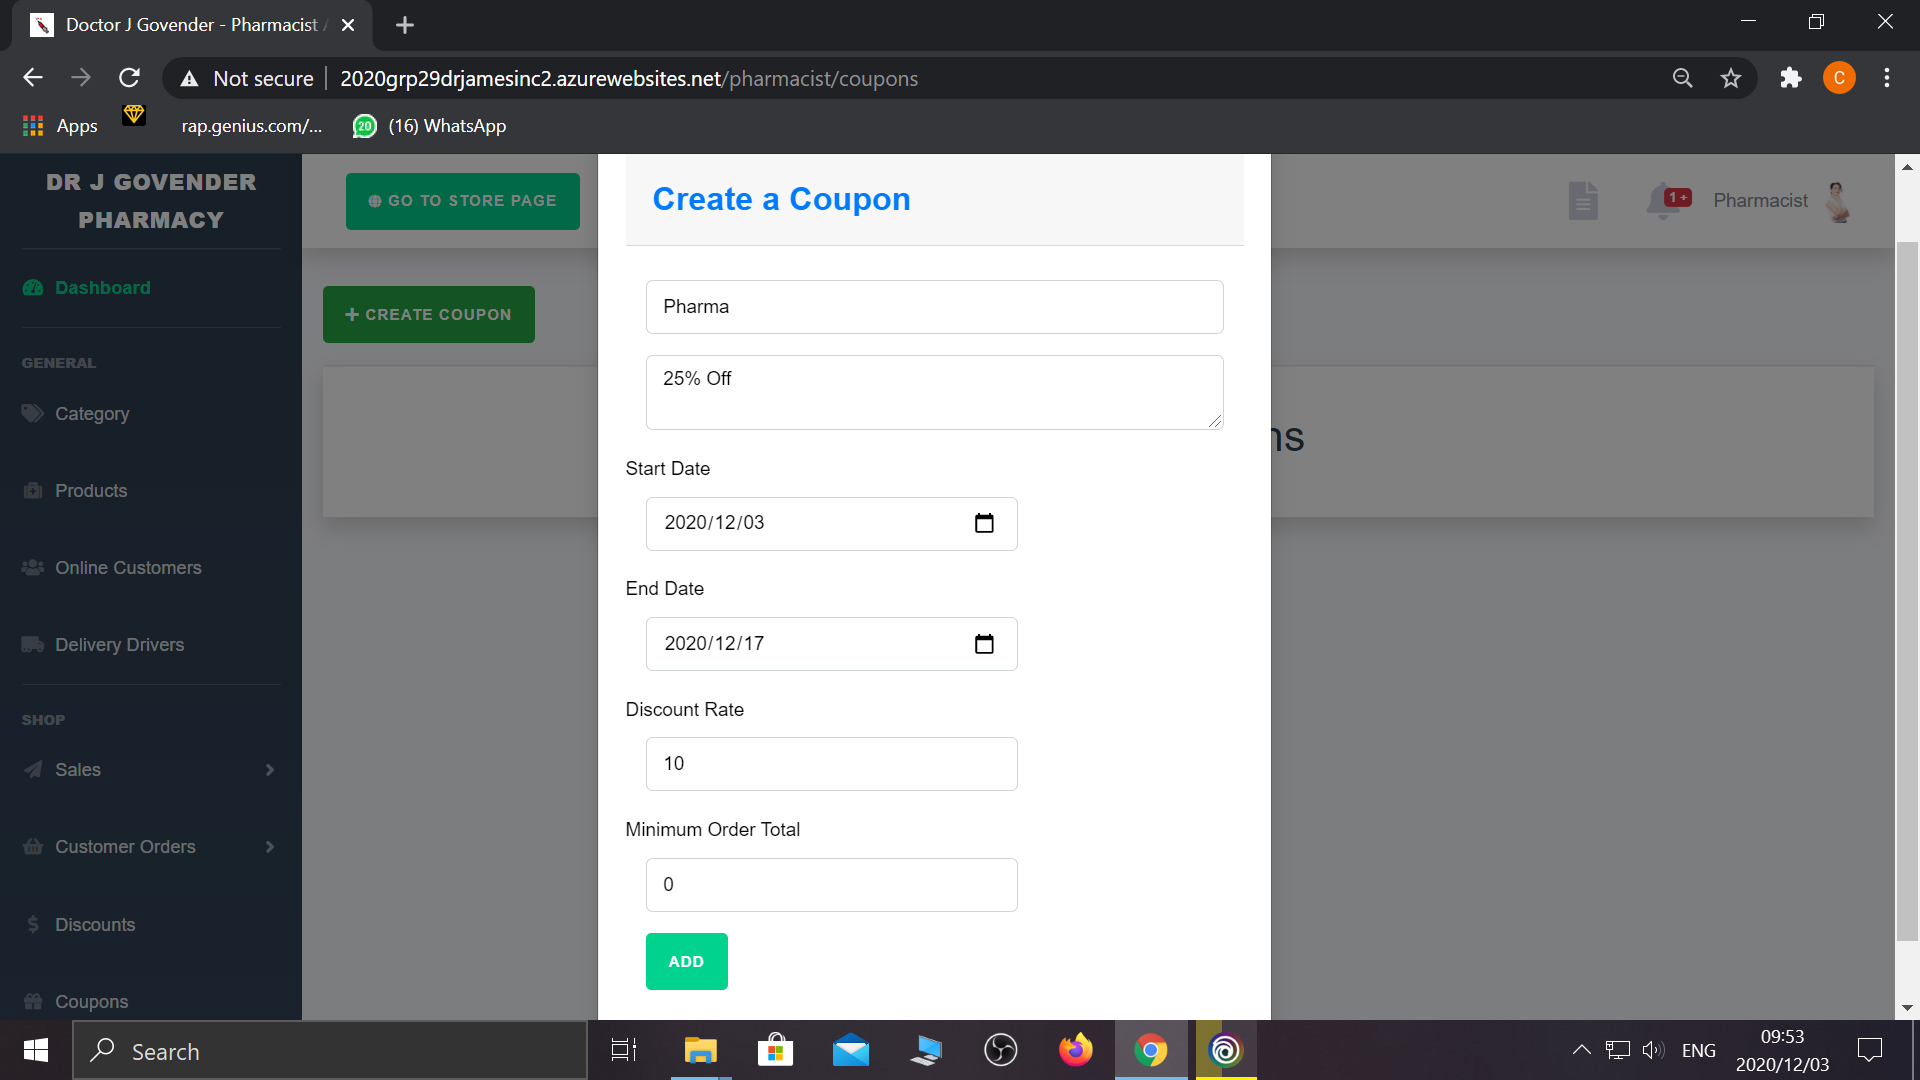 Doctor J Govender - Pharmacist
Not secure
2020grp29drjamesinc2.azurewebsites.net/pharmacist/coupons
C
Apps
rap.genius.com/...
20
(16) WhatsApp
DR J GOVENDER
PHARMACY
Dashboard
GENERAL
Category
Products
Online Customers
Delivery Drivers
SHOP
Sales
Customer Orders
Discounts
Coupons
GO TO STORE PAGE
1+
Pharmacist
CREATE COUPON
ns
Create a Coupon
Pharma
25% Off
Start Date
2020/12/03
End Date
2020/12/17
Discount Rate
10
Minimum Order Total
0
ADD
Search
ENG
09:53
2020/12/03